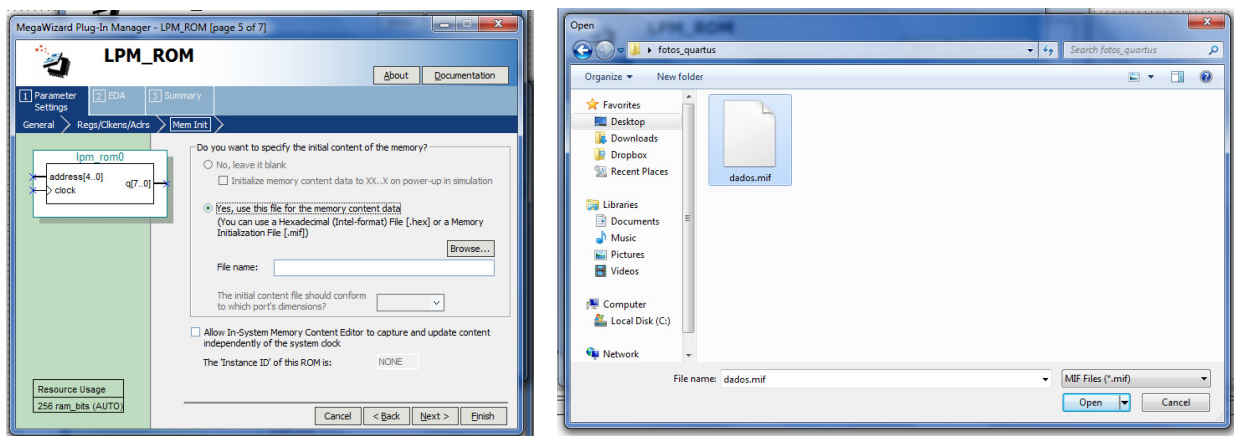 MegaWizard Plug-In Manager - LPM_ROM [page 5 of 7]
LPM_ROM
About
Documentation
1 Parameter Settings
2 EDA
3 Summary
General
Regs/Clkens/Adrs
Mem Init
lpm_rom0
address[4..0]
clock
q[7..0]
Do you want to specify the initial content of the memory?
No, leave it blank
Initialize memory content data to XX..X on power-up in simulation
Yes, use this file for the memory content data
(You can use a Hexadecimal (Intel-format) File [.hex] or a Memory
Initialization File [.mif])
Browse...
File name:
The initial content file should conform
to which port's dimensions?
Allow In-System Memory Content Editor to capture and update content
independently of the system clock
The 'Instance ID' of this ROM is:
NONE
Resource Usage
256 ram_bits (AUTO)
Cancel
< Back
Next >
Finish
Open
fotos_quartus
Search fotos_quartus
Organize
New folder
Favorites
Desktop
Downloads
Dropbox
Recent Places
Libraries
Documents
Music
Pictures
Videos
Computer
Local Disk (C:)
Network
dados.mif
File name: dados.mif
MIF Files (*.mif)
Open
Cancel